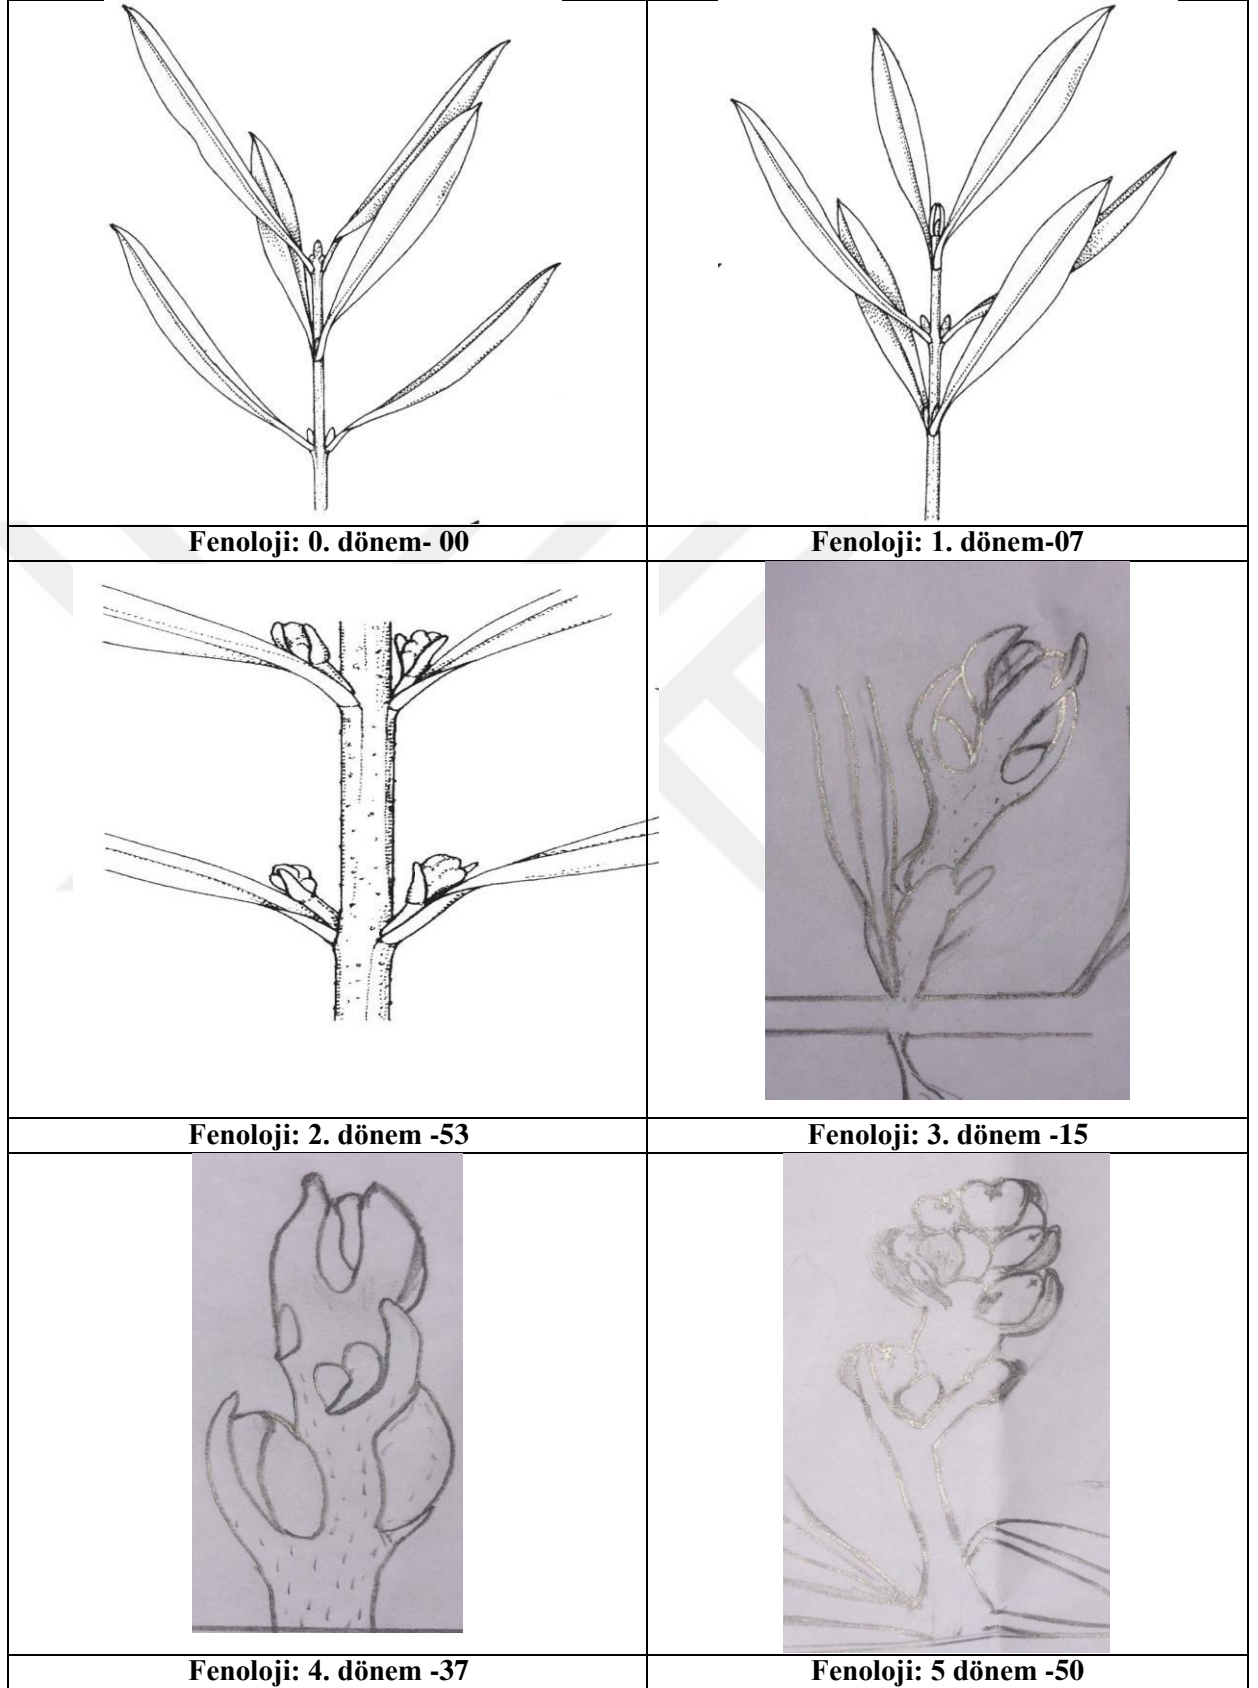 Fenoloji: 0. dönem- 00
Fenoloji: 1. dönem-07
Fenoloji: 2. dönem -53
Fenoloji: 3. dönem -15
Fenoloji: 4. dönem -37
Fenoloji: 5 dönem -50